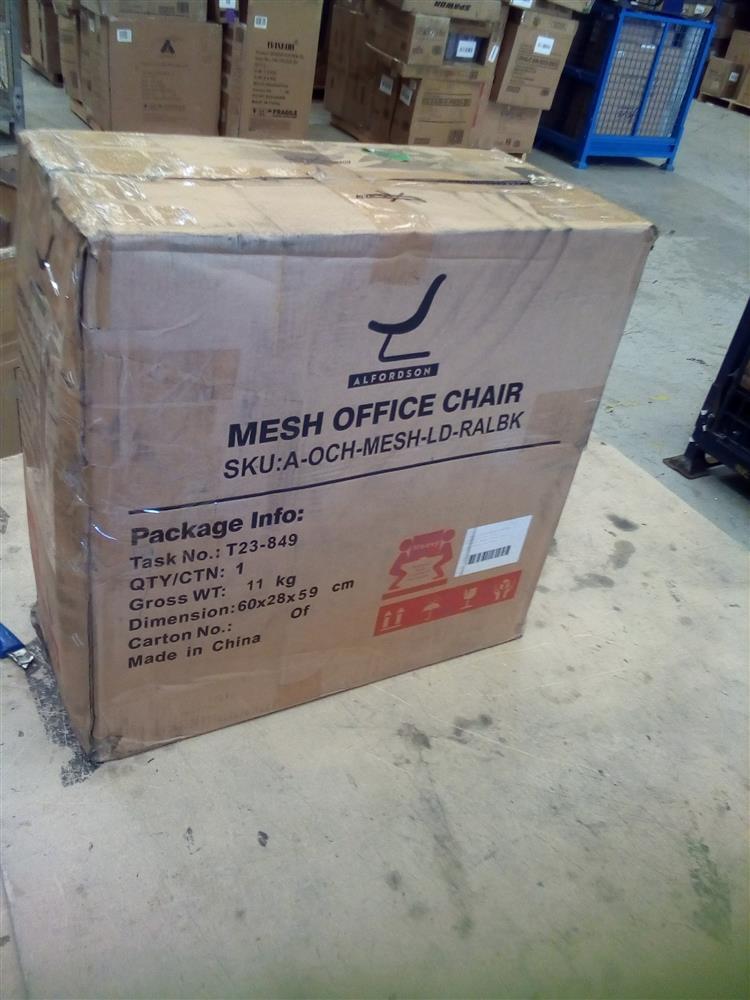 FRAGILE
ALFORDSON
MESH OFFICE CHAIR
SKU:A-OCH-MESH-LD-RALBK
Package Info:
Task No.: T23-849
QTY/CTN: 1
Gross WT: 11 kg
Dimension:60x28x59 cm
Carton No.: Of
Made in China